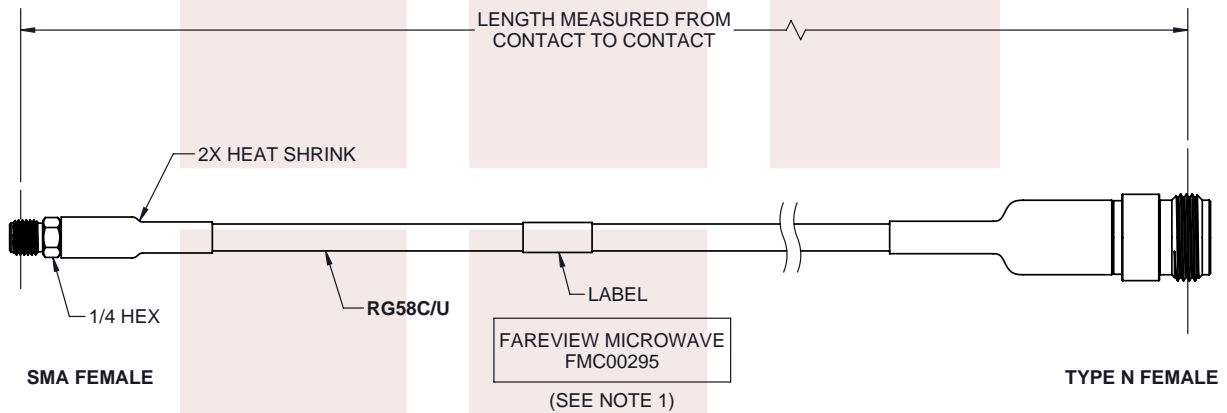 LENGTH MEASURED FROM
CONTACT TO CONTACT
2X HEAT SHRINK
1/4 HEX
RG58C/U
LABEL
FAREVIEW MICROWAVE
FMC00295
(SEE NOTE 1)
SMA FEMALE
TYPE N FEMALE